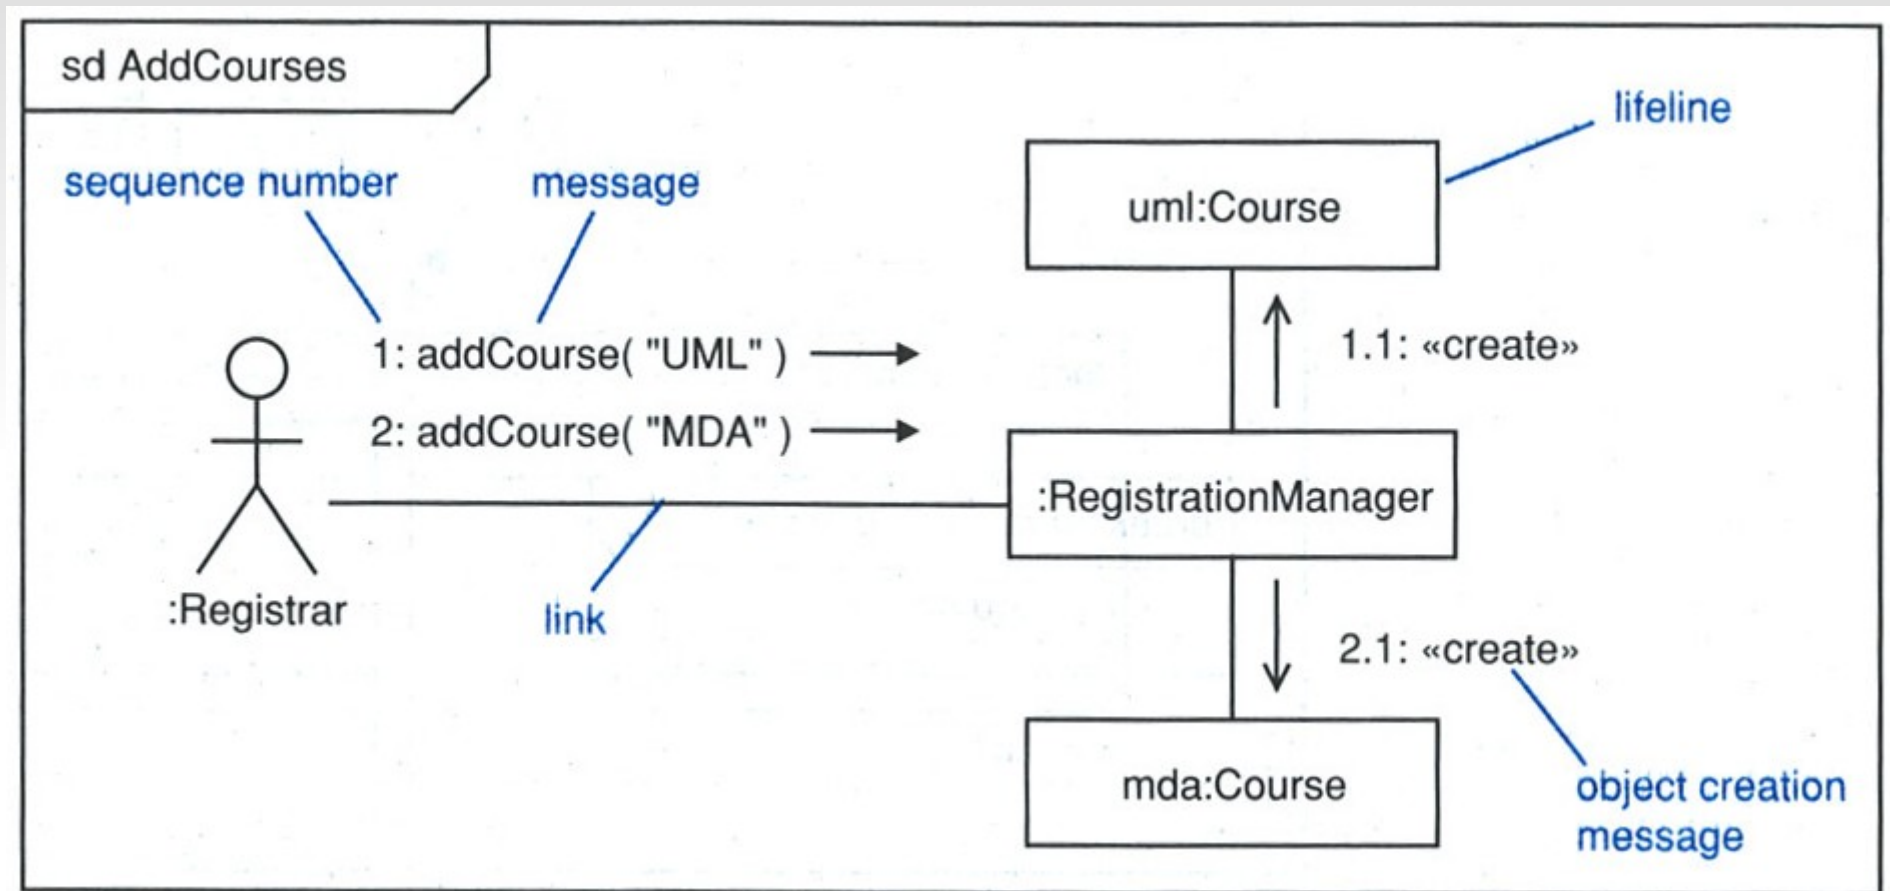 sd AddCourses
lifeline
sequence number
message
uml:Course
1: addCourse( "UML" )
1.1: «create»
2: addCourse( "MDA" )
:RegistrationManager
:Registrar
link
2.1: «create»
mda:Course
object creation
message